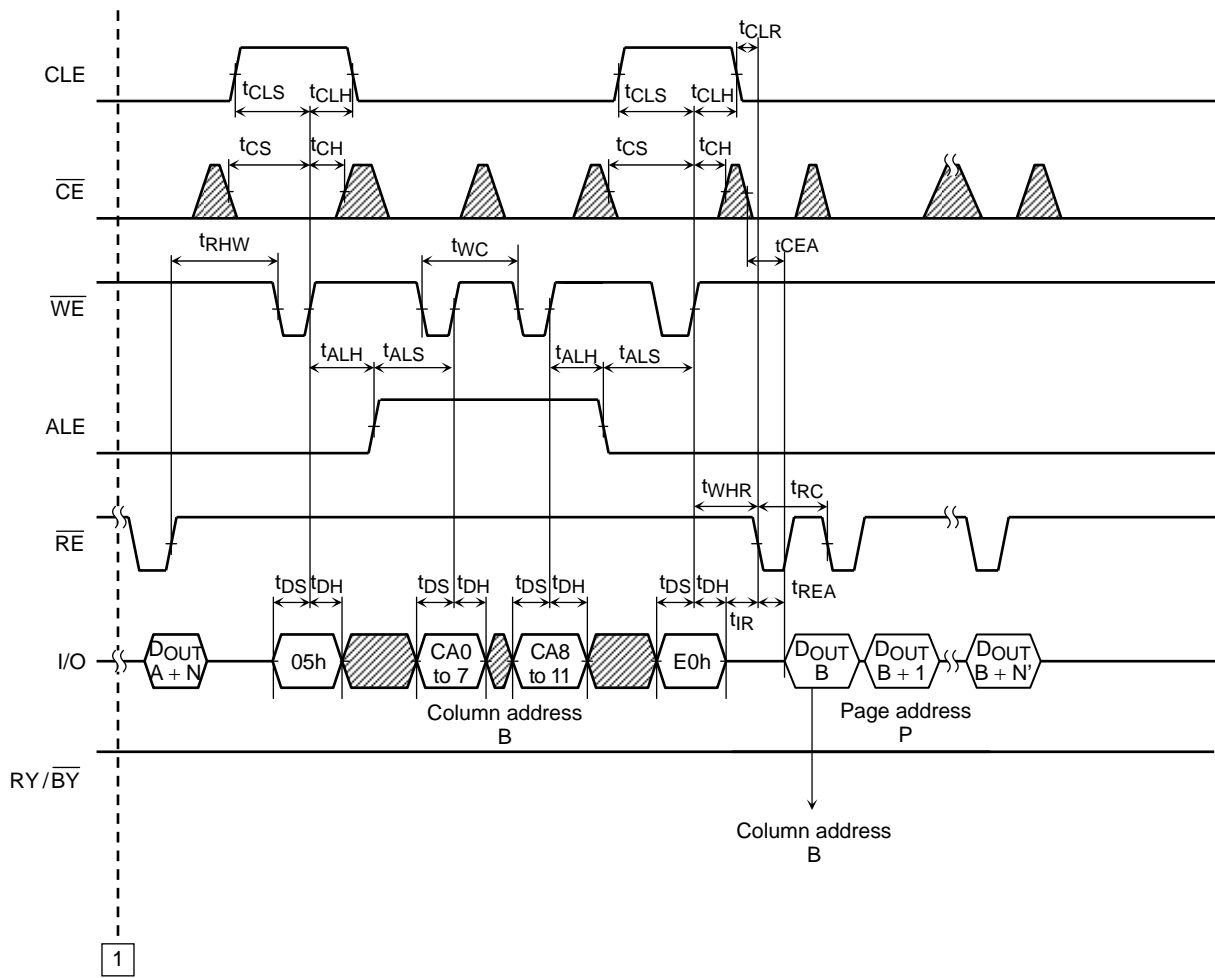 tCLR
CLE
tCLS tCLH tCLS tCLH
tCS tCH tCS tCH
CE
tRHW tWC tCEA
WE
tALH tALS tALH tALS
ALE
tWHR tRC
RE
tDS tDH tDS tDH tDS tDH tDS tDH tREA
tIR
I/O
DOUT
A + N
05h
CA0
to 7
CA8
to 11
E0h
DOUT
B
DOUT
B + 1
DOUT
B + N'
Column address
B
Page address
P
RY/BY
Column address
B
1